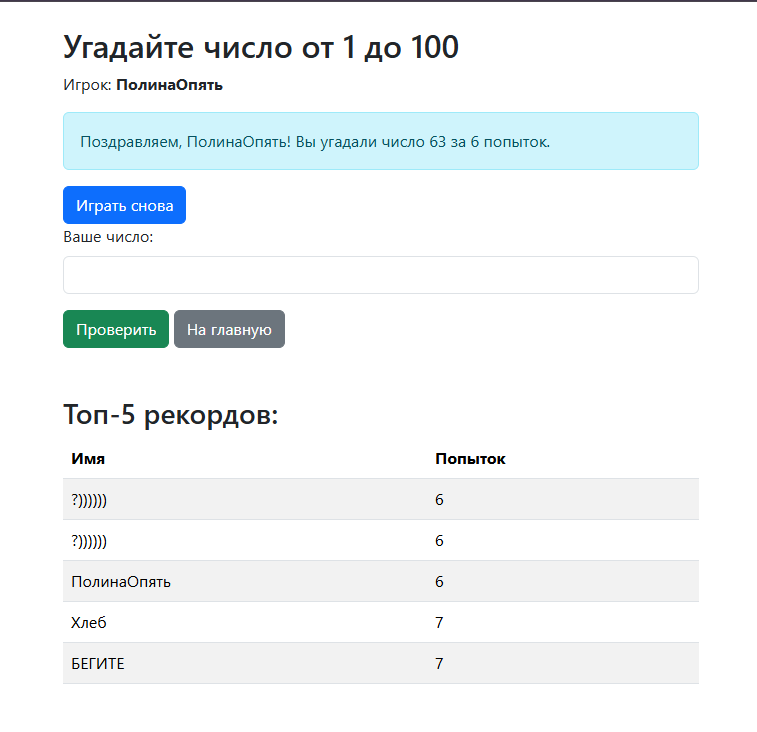 Угадайте число от 1 до 100
Игрок: ПолинаОпять
Поздравляем, ПолинаОпять! Вы угадали число 63 за 6 попыток.
Играть снова
Ваше число:
Проверить На главную
Топ-5 рекордов:
Имя Попыток
?)))))) 6
?)))))) 6
ПолинаОпять 6
Хлеб 7
БЕГИТЕ 7